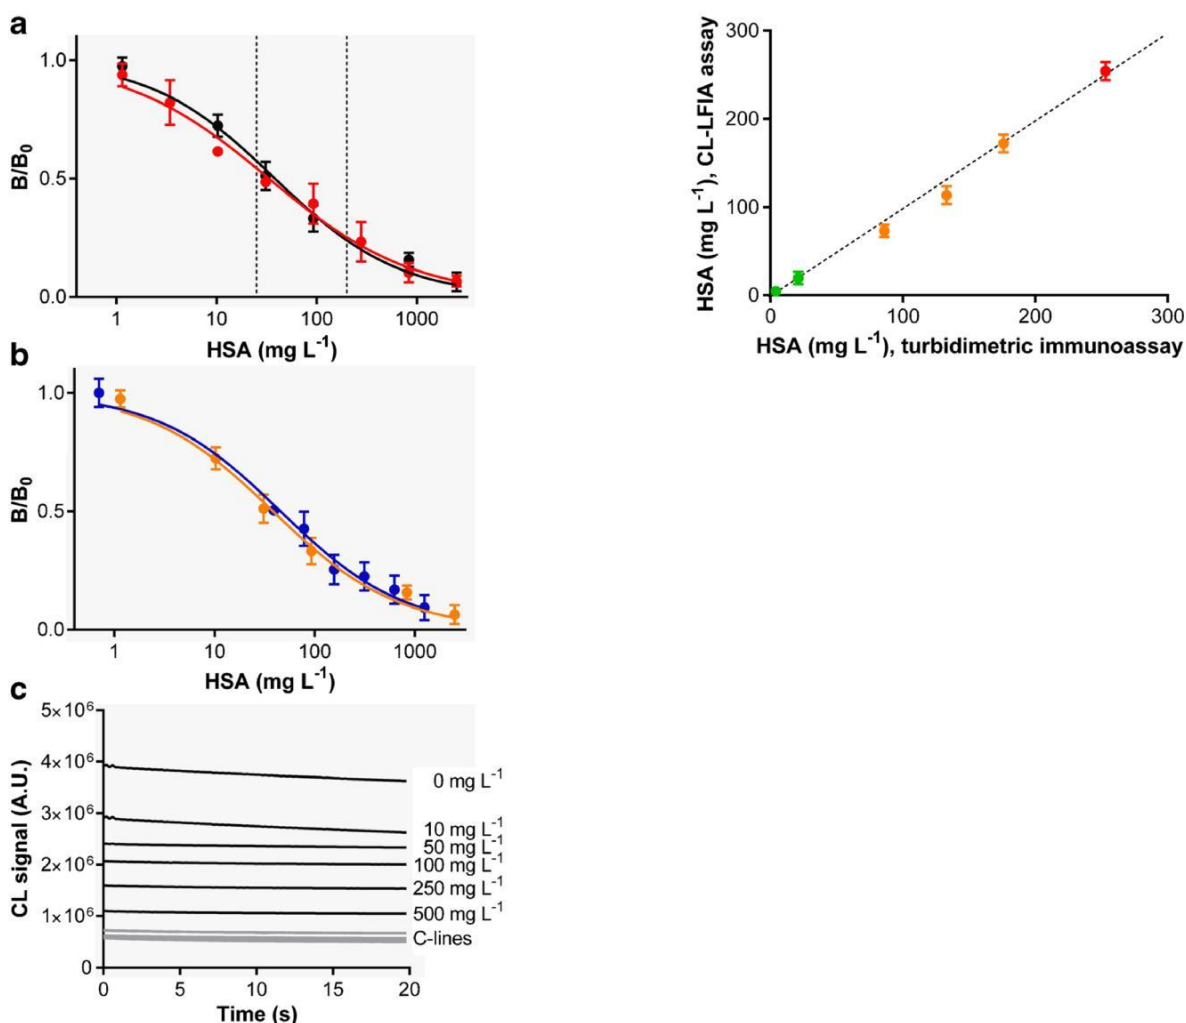 a
1.0
0.5
0.0
B/B0
1 10 100 1000
HSA (mg L-1)
b
1.0
0.5
0.0
B/B0
1 10 100 1000
HSA (mg L-1)
c
5×10^6
4×10^6
3×10^6
2×10^6
1×10^6
0
CL signal (A.U.)
0 mg L-1
10 mg L-1
50 mg L-1
100 mg L-1
250 mg L-1
500 mg L-1
C-lines
0 5 10 15 20
Time (s)
300
200
100
0
HSA (mg L-1), CL-LFIA assay
0 100 200 300
HSA (mg L-1), turbidimetric immunoassay